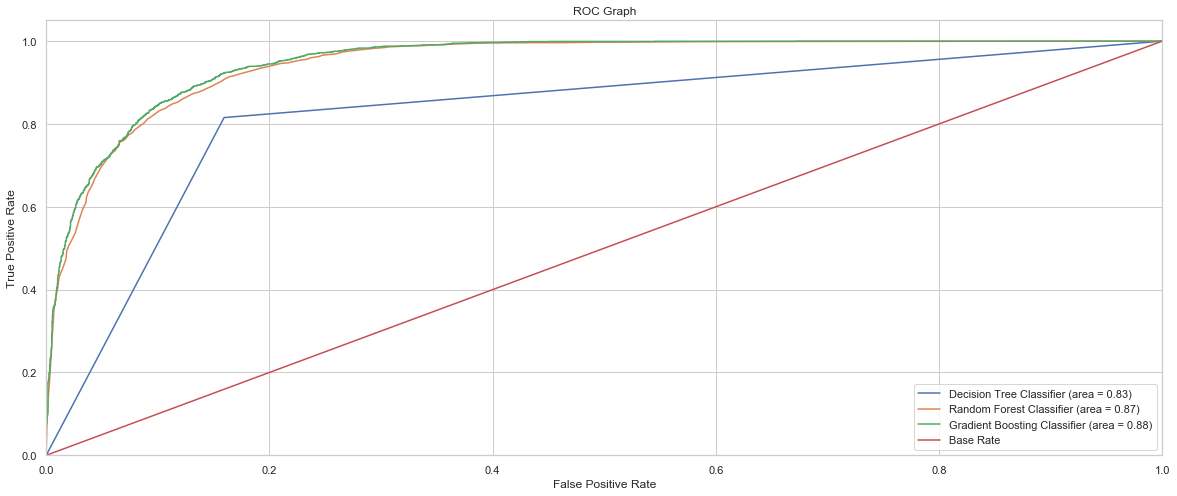 ROC Graph
True Positive Rate
1.0
0.8
0.6
0.4
0.2
0.0
Decision Tree Classifier (area = 0.83)
Random Forest Classifier (area = 0.87)
Gradient Boosting Classifier (area = 0.88)
Base Rate
0.0 0.2 0.4 0.6 0.8 1.0
False Positive Rate